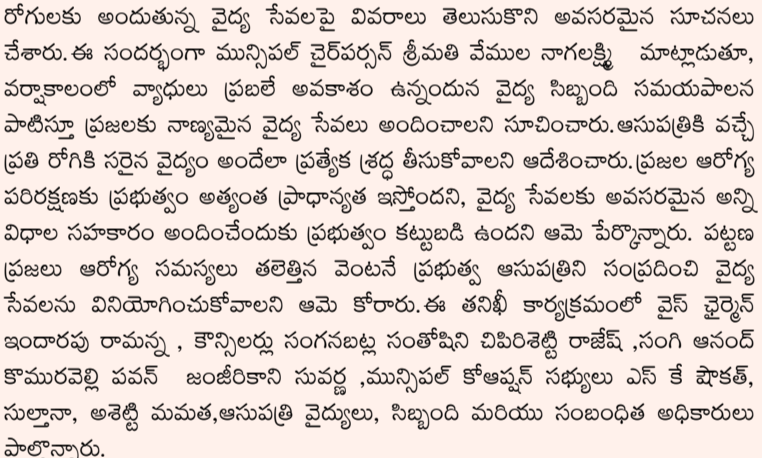 రోగులకు అందుతున్న వైద్య సేవలపై వివరాలు తెలుసుకొని అవసరమైన సూచనలు
చేశారు.ఈ సందర్భంగా మున్సిపల్ చైర్‌పర్సన్ శ్రీమతి వేముల నాగలక్ష్మి మాట్లాడుతూ,
వర్షాకాలంలో వ్యాధులు ప్రబలే అవకాశం ఉన్నందున వైద్య సిబ్బంది సమయపాలన
పాటిస్తూ ప్రజలకు నాణ్యమైన వైద్య సేవలు అందించాలని సూచించారు.ఆసుపత్రికి వచ్చే
ప్రతి రోగికి సరైన వైద్యం అందేలా ప్రత్యేక శ్రద్ధ తీసుకోవాలని ఆదేశించారు.ప్రజల ఆరోగ్య
పరిరక్షణకు ప్రభుత్వం అత్యంత ప్రాధాన్యత ఇస్తోందని, వైద్య సేవలకు అవసరమైన అన్ని
విధాల సహకారం అందించేందుకు ప్రభుత్వం కట్టుబడి ఉందని ఆమె పేర్కొన్నారు. పట్టణ
ప్రజలు ఆరోగ్య సమస్యలు తలెత్తిన వెంటనే ప్రభుత్వ ఆసుపత్రిని సంప్రదించి వైద్య
సేవలను వినియోగించుకోవాలని ఆమె కోరారు.ఈ తనిఖీ కార్యక్రమంలో వైస్ ఛైర్మెన్
ఇందారపు రామన్న , కౌన్సిలర్లు సంగనబట్ల సంతోషిని చిపిరిశెట్టి రాజేష్ ,సంగి ఆనంద్
కొమురవెల్లి పవన్ జంజీరికాని సువర్ణ ,మున్సిపల్ కోఆప్షన్ సభ్యులు ఎస్ కే షౌకత్,
సుల్తానా, అశెట్టి మమత,ఆసుపత్రి వైద్యులు, సిబ్బంది మరియు సంబంధిత అధికారులు
పాల్గొన్నారు.